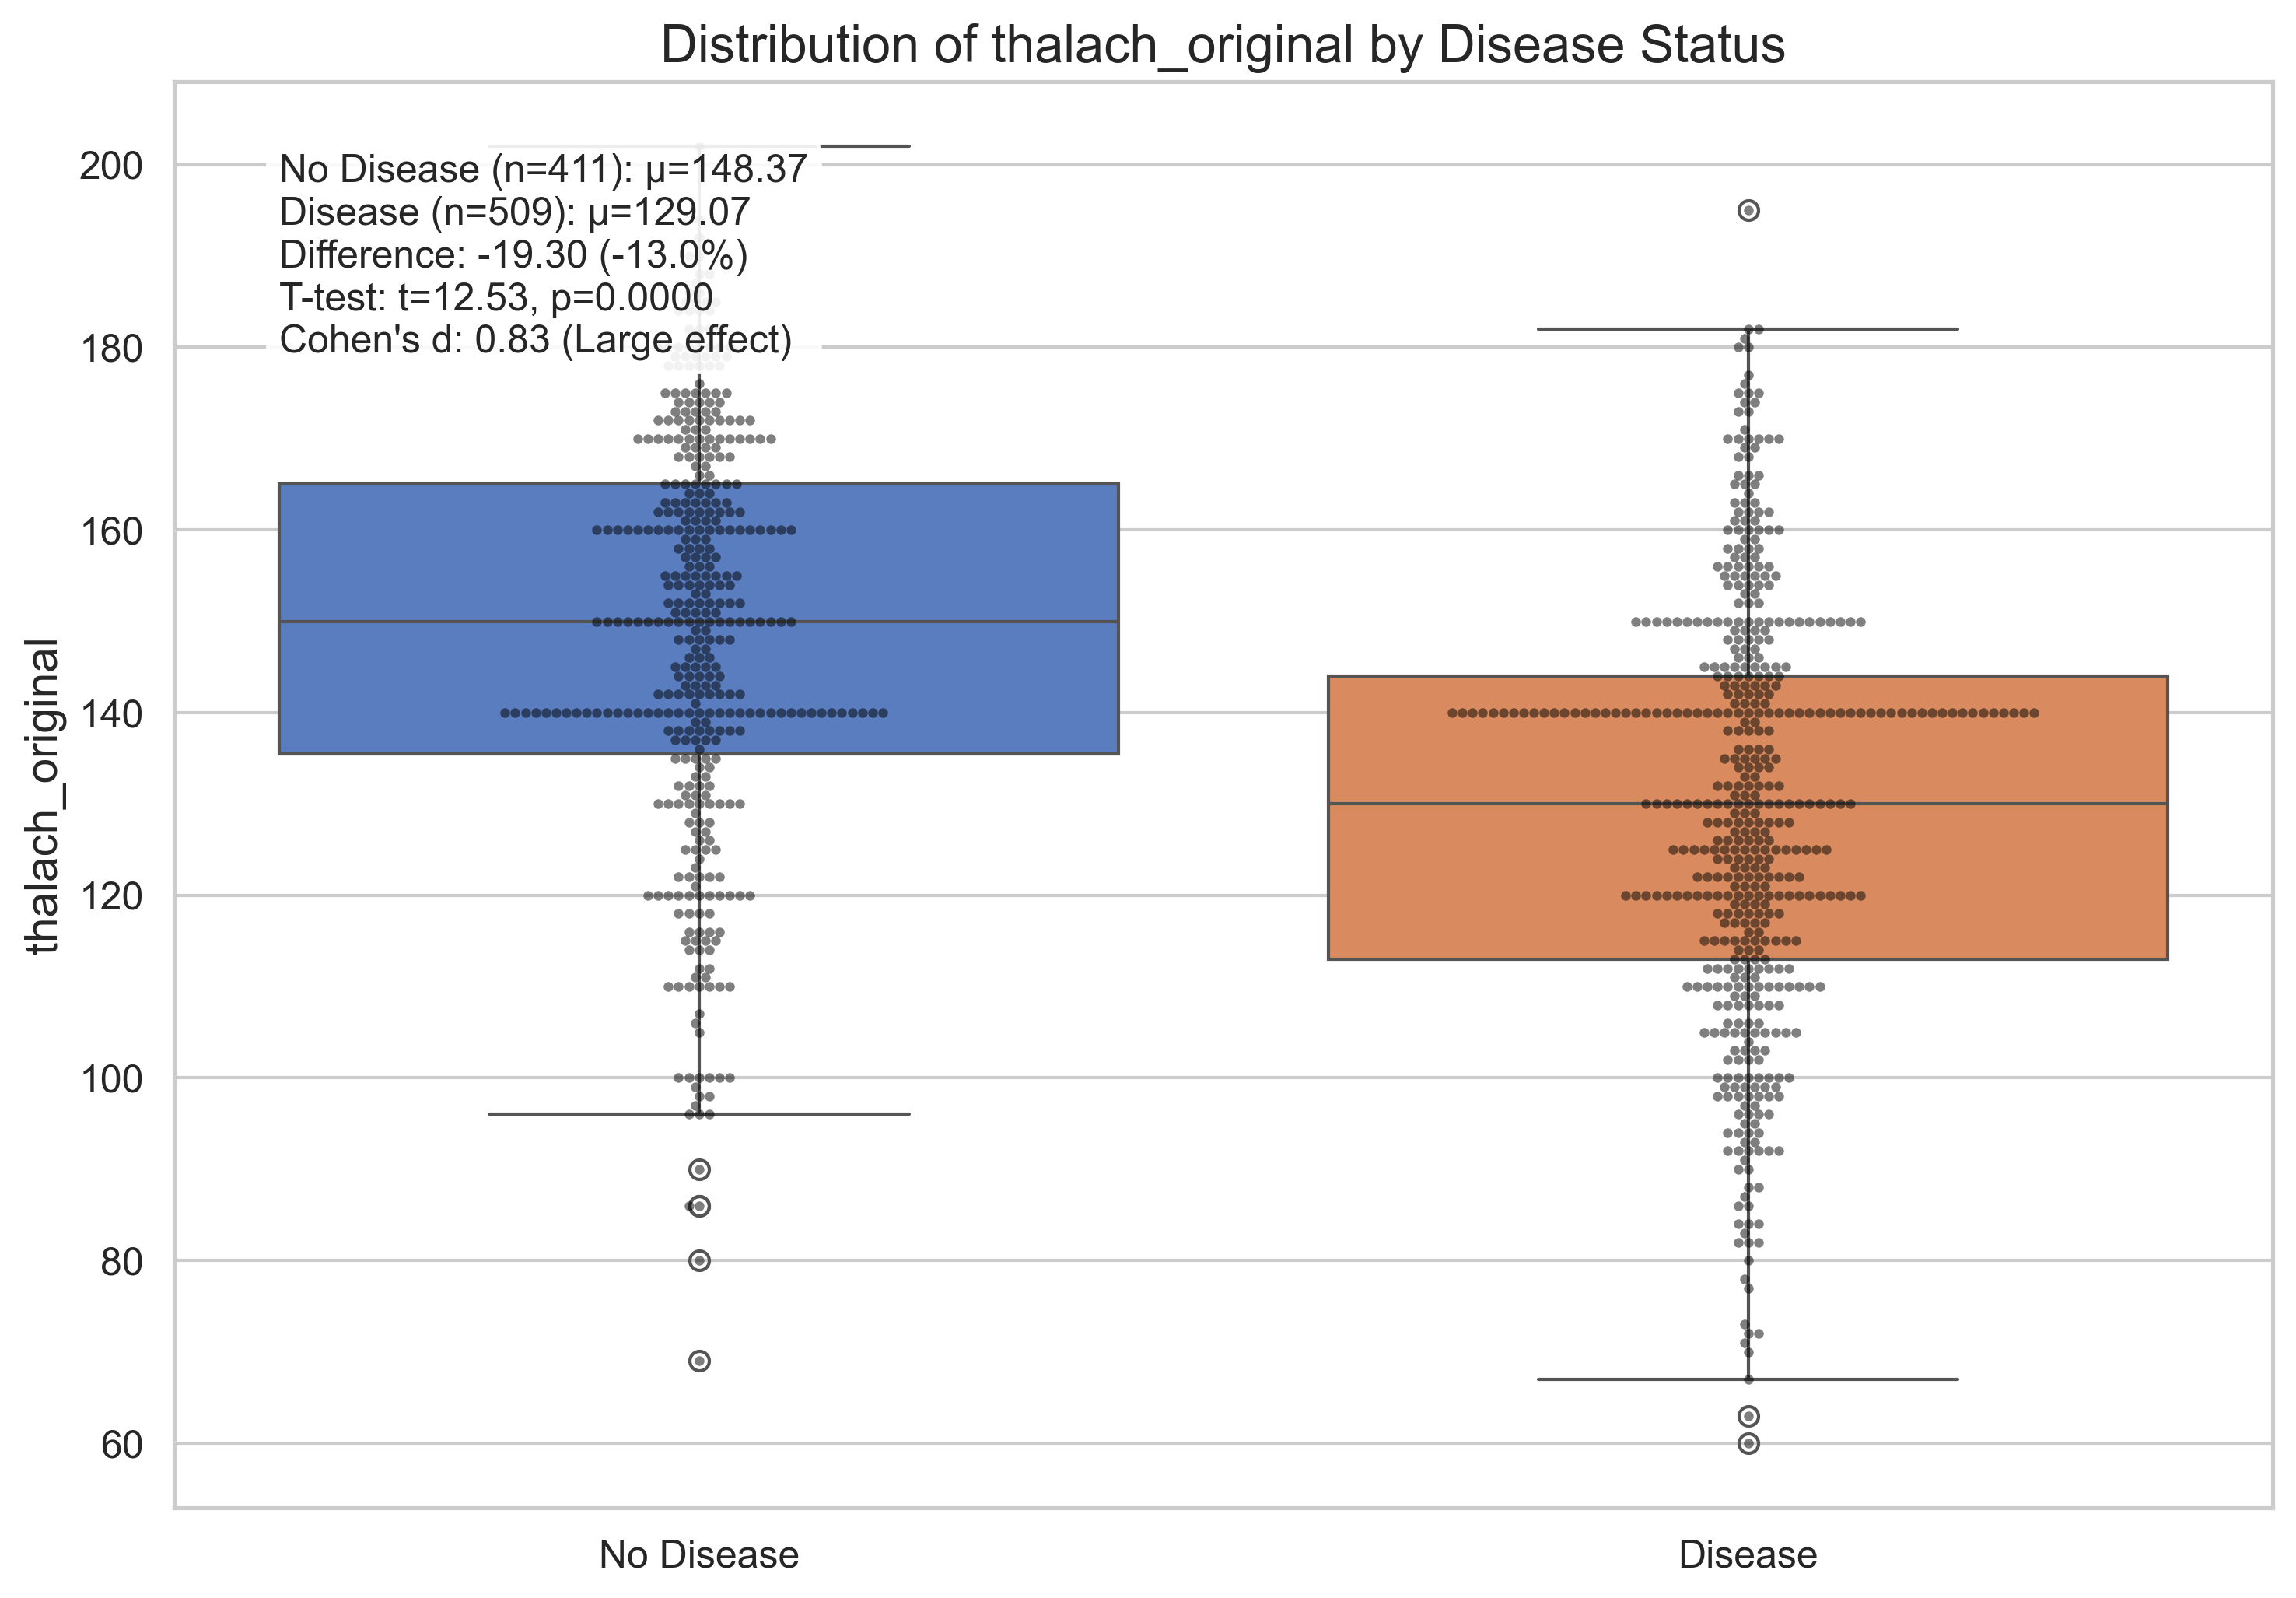 Distribution of thalach_original by Disease Status
No Disease (n=411): μ=148.37
Disease (n=509): μ=129.07
Difference: -19.30 (-13.0%)
T-test: t=12.53, p=0.0000
Cohen's d: 0.83 (Large effect)
thalach_original
200
180
160
140
120
100
80
60
No Disease
Disease